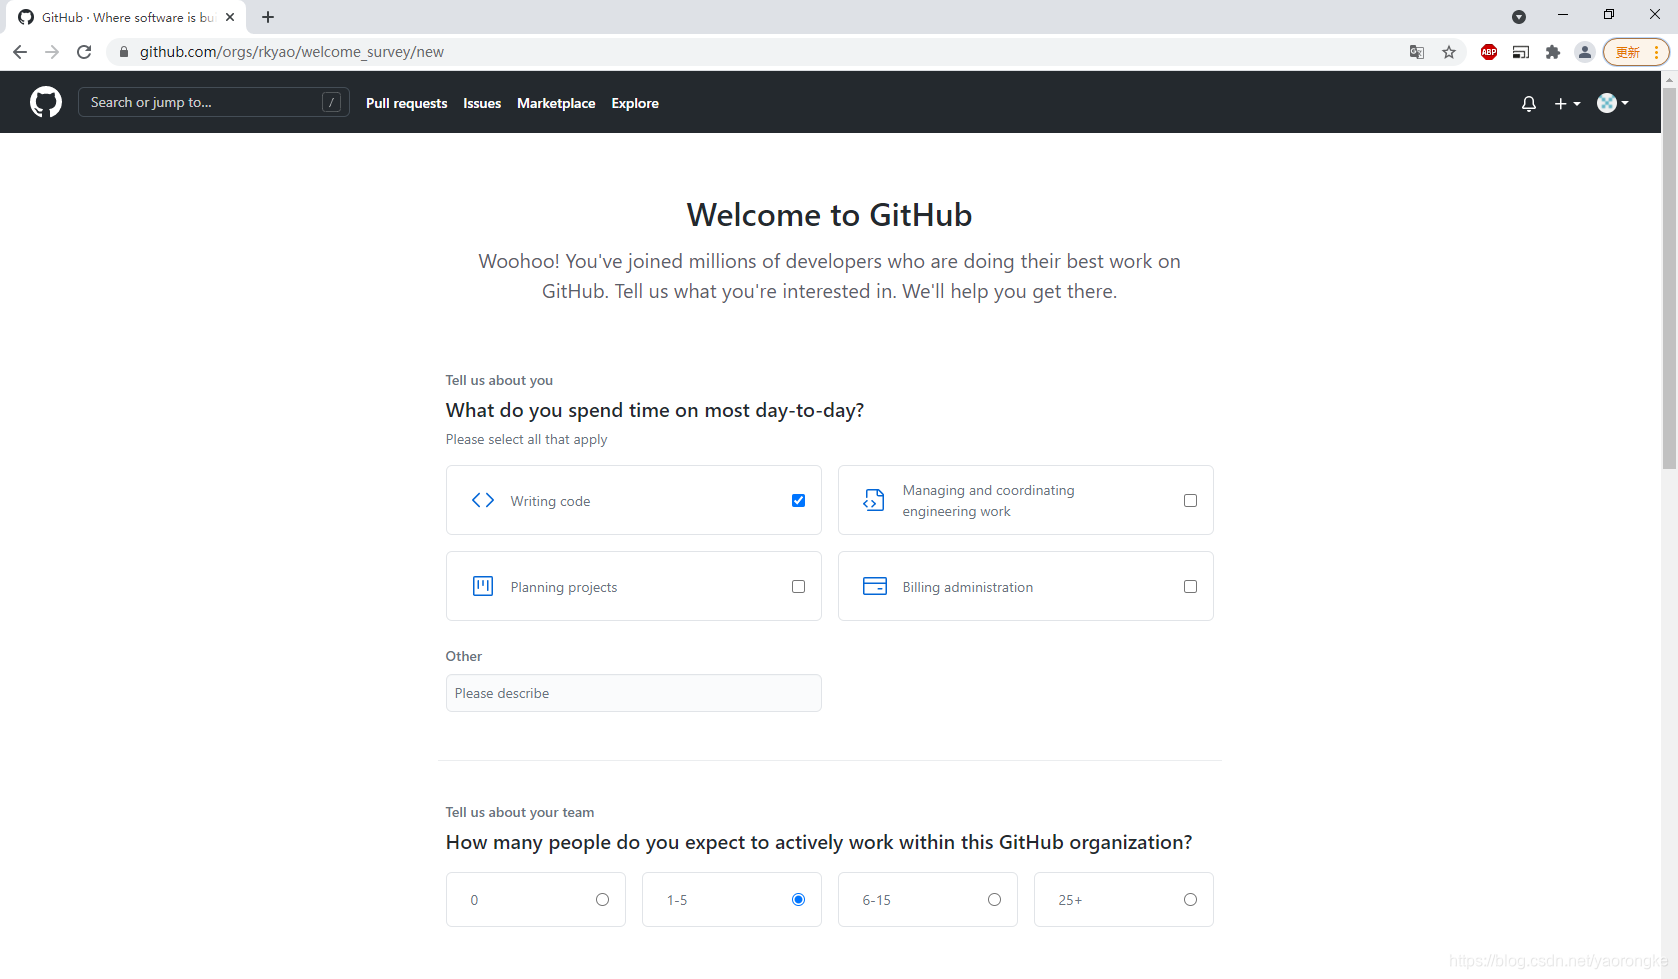 GitHub · Where software is bu
github.com/orgs/rkyao/welcome_survey/new
ABP
更新
Search or jump to...
/
Pull requests
Issues
Marketplace
Explore
Welcome to GitHub
Woohoo! You've joined millions of developers who are doing their best work on
GitHub. Tell us what you're interested in. We'll help you get there.
Tell us about you
What do you spend time on most day-to-day?
Please select all that apply
Writing code
Managing and coordinating
engineering work
Planning projects
Billing administration
Other
Please describe
Tell us about your team
How many people do you expect to actively work within this GitHub organization?
0
1-5
6-15
25+
https://blog.csdn.net/yaorongke